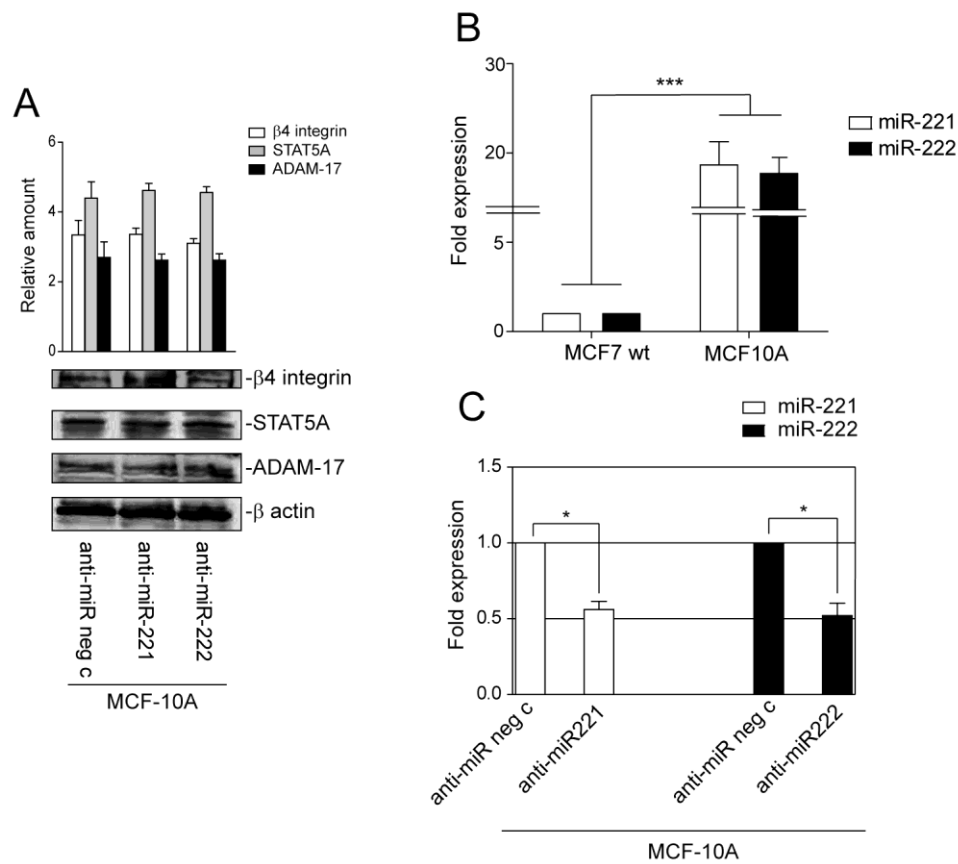 A
β4 integrin
STAT5A
ADAM-17
6
4
2
0
Relative amount
-β4 integrin
-STAT5A
-ADAM-17
-β actin
anti-miR neg c
anti-miR-221
anti-miR-222
MCF-10A
B
30
20
5
0
Fold expression
***
miR-221
miR-222
MCF7 wt
MCF10A
C
miR-221
miR-222
1.5
1.0
0.5
0.0
Fold expression
*
*
anti-miR neg c
anti-miR221
anti-miR neg c
anti-miR222
MCF-10A